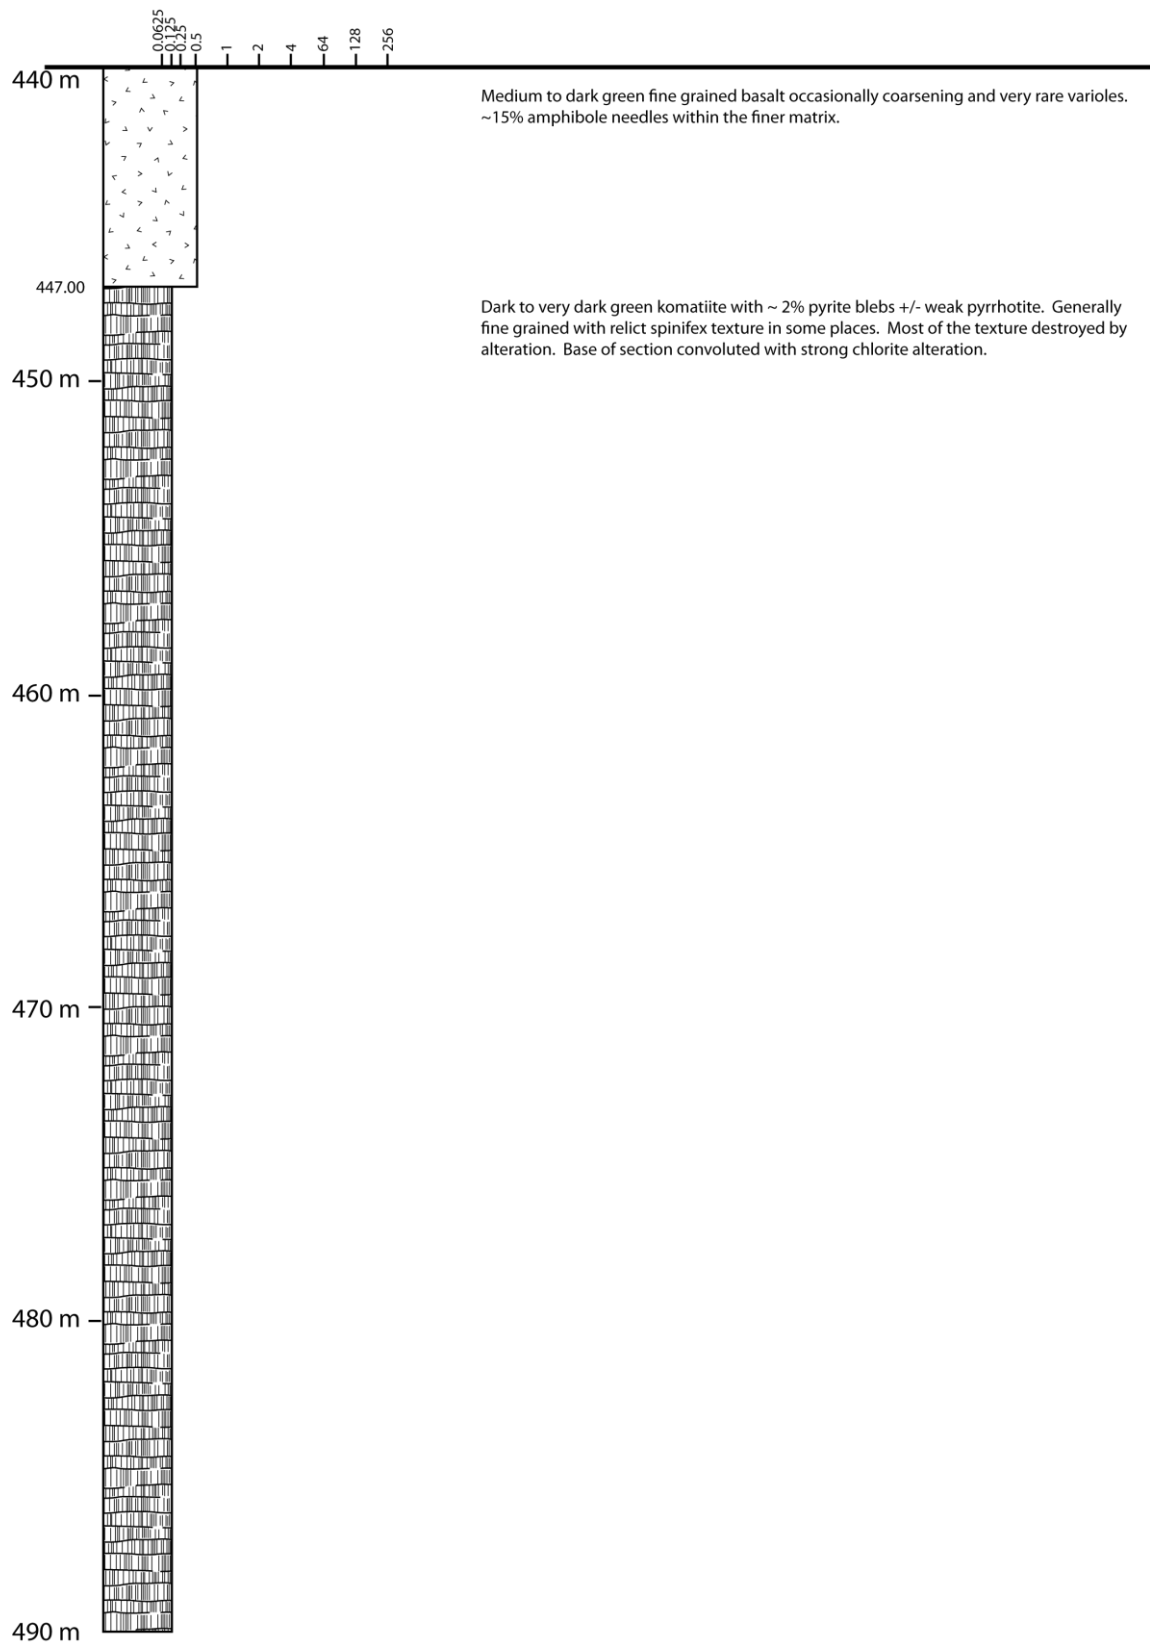 0.0625
0.125
0.25
0.5
1
2
4
64
128
256
440 m
Medium to dark green fine grained basalt occasionally coarsening and very rare varioles.
~15% amphibole needles within the finer matrix.
447.00
Dark to very dark green komatiite with ~ 2% pyrite blebs +/- weak pyrrhotite. Generally
fine grained with relict spinifex texture in some places. Most of the texture destroyed by
alteration. Base of section convoluted with strong chlorite alteration.
450 m
460 m
470 m
480 m
490 m